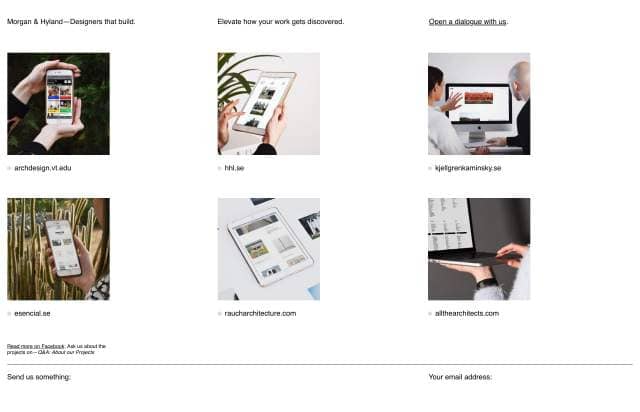 Morgan & Hyland—Designers that build.
Elevate how your work gets discovered.
Open a dialogue with us.
archdesign.vt.edu
hhl.se
kjellgrenkaminsky.se
esencial.se
raucharchitecture.com
allthearchitects.com
Read more on Facebook: Ask us about the
projects on—Q&A: About our Projects
Send us something:
Your email address: